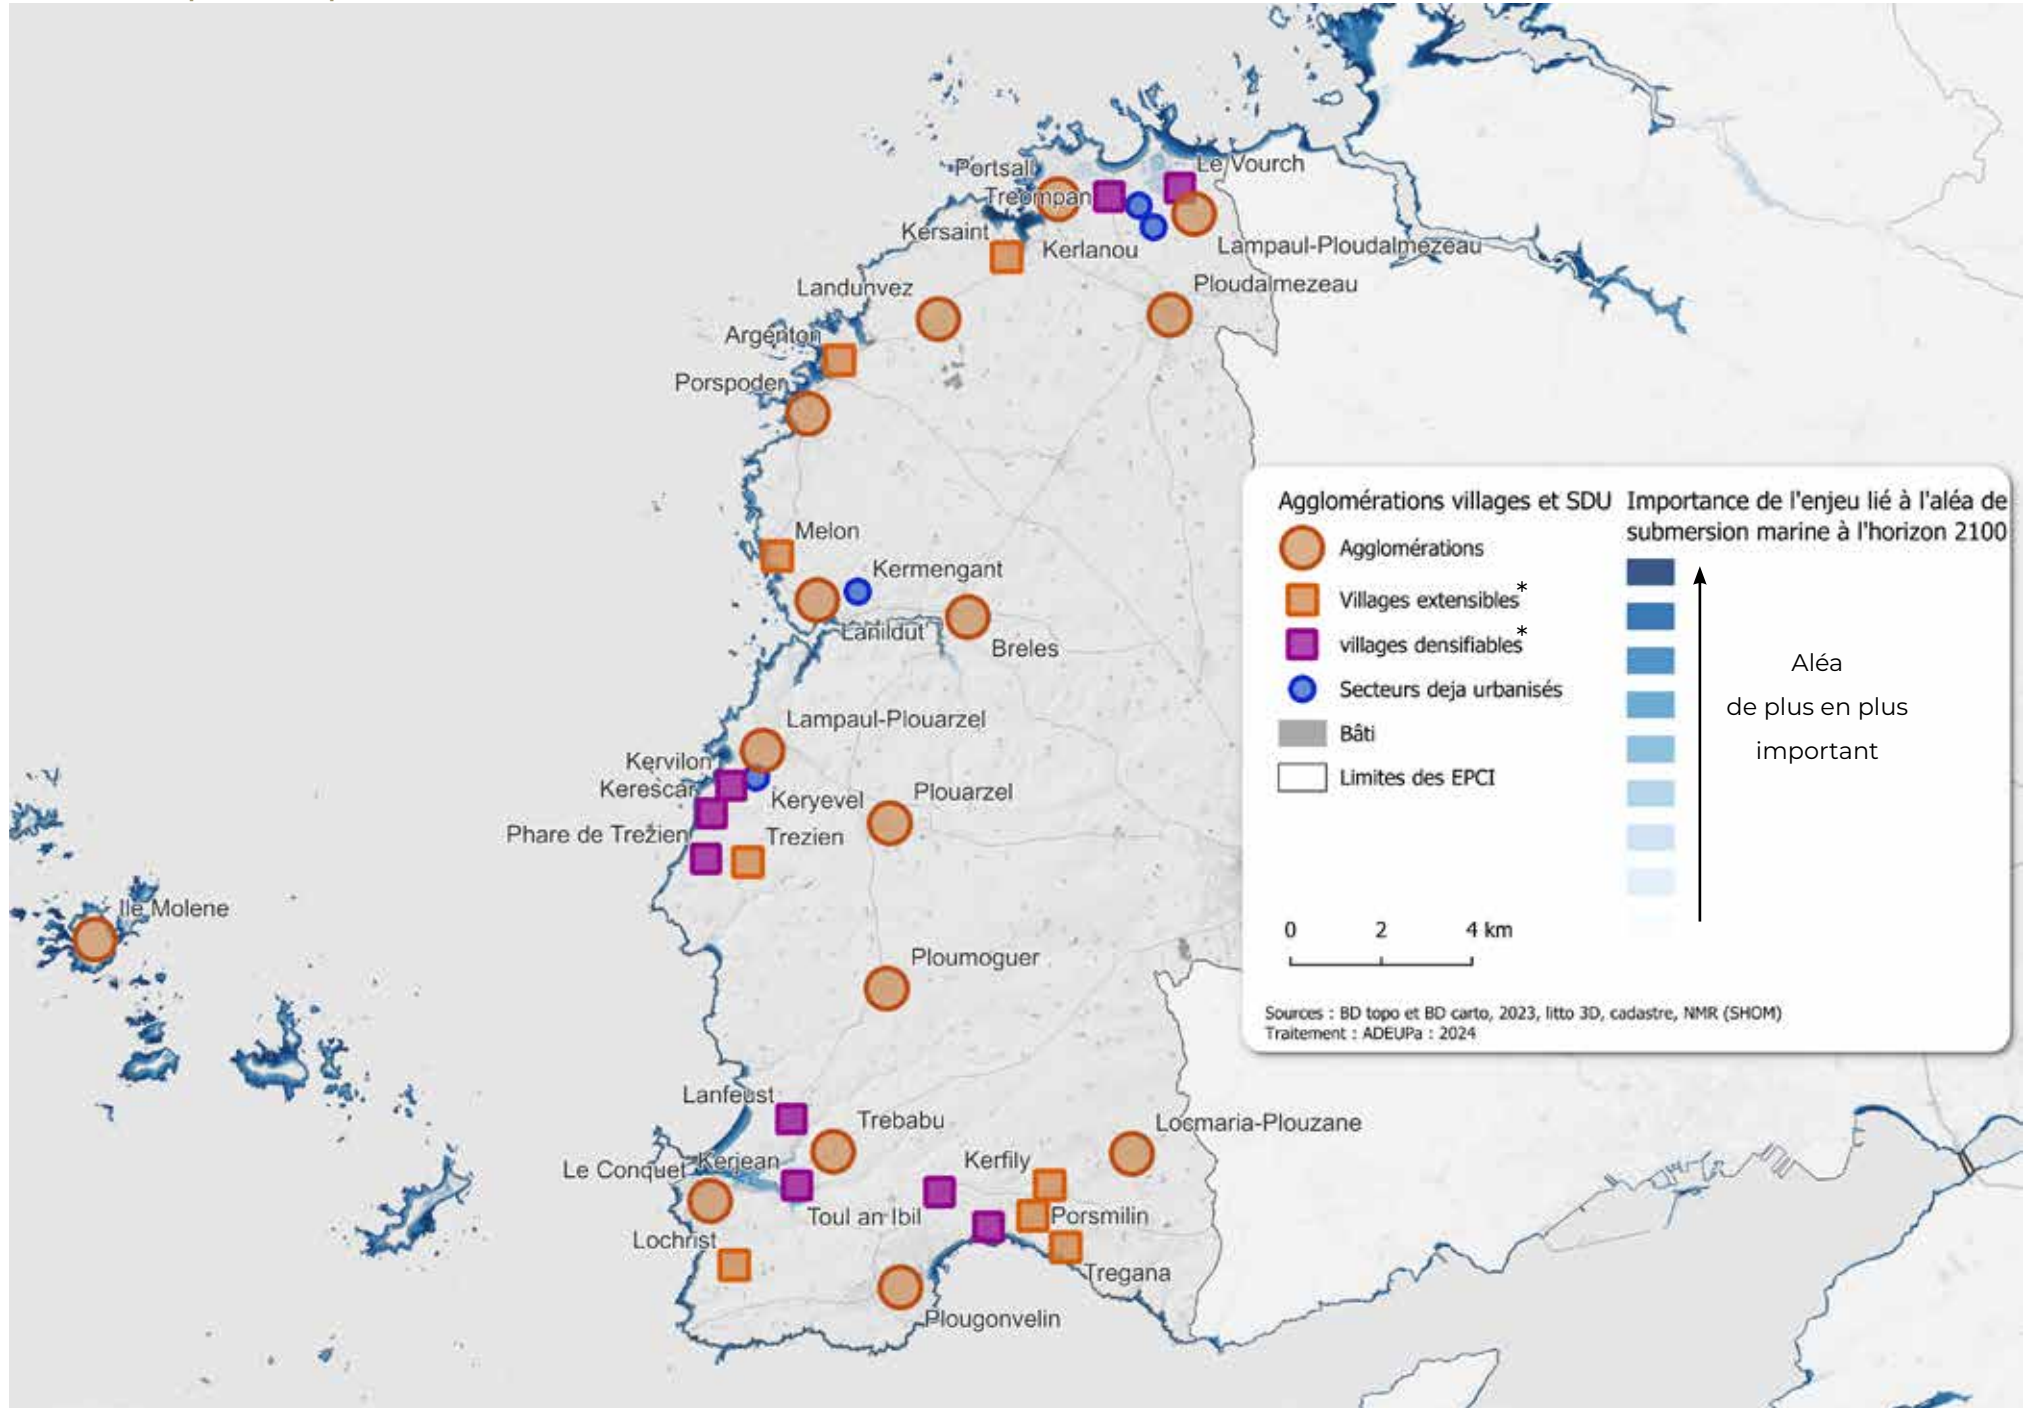 Portsall
Le Vourch
Treompan
Kersaint
Kerlanou
Lampaul-Ploudalmezeau
Landunvez
Ploudalmezeau
Argenton
Porspoder
Melon
Kermengant
Lanildut
Breles
Lampaul-Plouarzel
Kervilon
Kerescar
Keryevel
Plouarzel
Phare de Trezien
Trezien
Ile Molene
Ploumoguer
Lanfeust
Trebabu
Locmaria-Plouzane
Le Conquet
Kerjean
Kerfily
Toul an Ibil
Porsmilin
Lochrist
Tregana
Plougonvelin
Agglomérations villages et SDU
Agglomérations
Villages extensibles*
villages densifiables*
Secteurs deja urbanisés
Bâti
Limites des EPCI
Importance de l'enjeu lié à l'aléa de
submersion marine à l'horizon 2100
Aléa
de plus en plus
important
0 2 4 km
Sources : BD topo et BD carto, 2023, litto 3D, cadastre, NMR (SHOM)
Traitement : ADEUPa : 2024